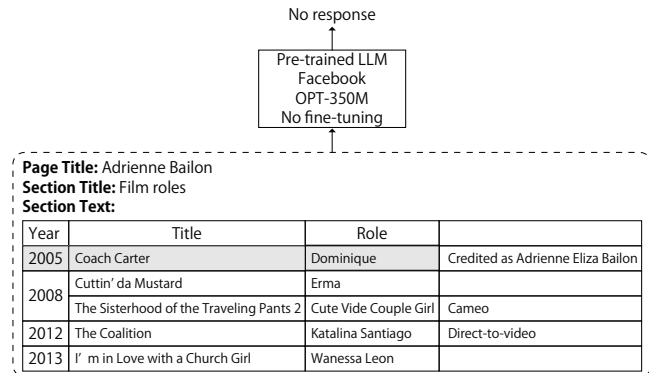 No response
Pre-trained LLM
Facebook
OPT-350M
No fine-tuning
Page Title: Adrienne Bailon
Section Title: Film roles
Section Text:
Year Title Role
2005 Coach Carter Dominique Credited as Adrienne Eliza Bailon
2008 Cuttin' da Mustard Erma
The Sisterhood of the Traveling Pants 2 Cute Vide Couple Girl Cameo
2012 The Coalition Katalina Santiago Direct-to-video
2013 I' m in Love with a Church Girl Wanessa Leon